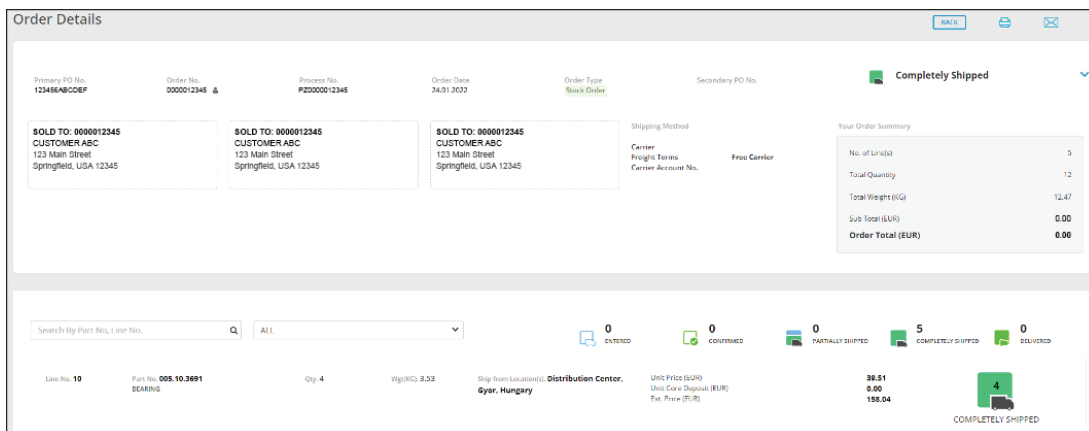 Order Details
BACK
Primary PO No.
123456ABCDEF
Order No.
0000012345
Process No.
PZ0000012345
Order Date
24.01.2022
Order Type
Stock Order
Secondary PO No.
Completely Shipped
SOLD TO: 0000012345
CUSTOMER ABC
123 Main Street
Springfield, USA 12345
SOLD TO: 0000012345
CUSTOMER ABC
123 Main Street
Springfield, USA 12345
SOLD TO: 0000012345
CUSTOMER ABC
123 Main Street
Springfield, USA 12345
Shipping Method
Carrier
Freight Terms Free Carrier
Carrier Account No.
Your Order Summary
No. of Line(s) 5
Total Quantity 12
Total Weight (KG) 12.47
Sub Total (EUR) 0.00
Order Total (EUR) 0.00
Search By Part No, Line No.
ALL
0 ENTERED
0 CONFIRMED
0 PARTIALLY SHIPPED
5 COMPLETELY SHIPPED
0 DELIVERED
Line No. 10
Part No. 005.10.3691
BEARING
Qty. 4
Wgt(KG). 3.53
Ship from Location(s). Distribution Center,
Gyor, Hungary
Unit Price (EUR) 39.51
Unit Core Deposit (EUR) 0.00
Ext. Price (EUR) 158.04
4
COMPLETELY SHIPPED